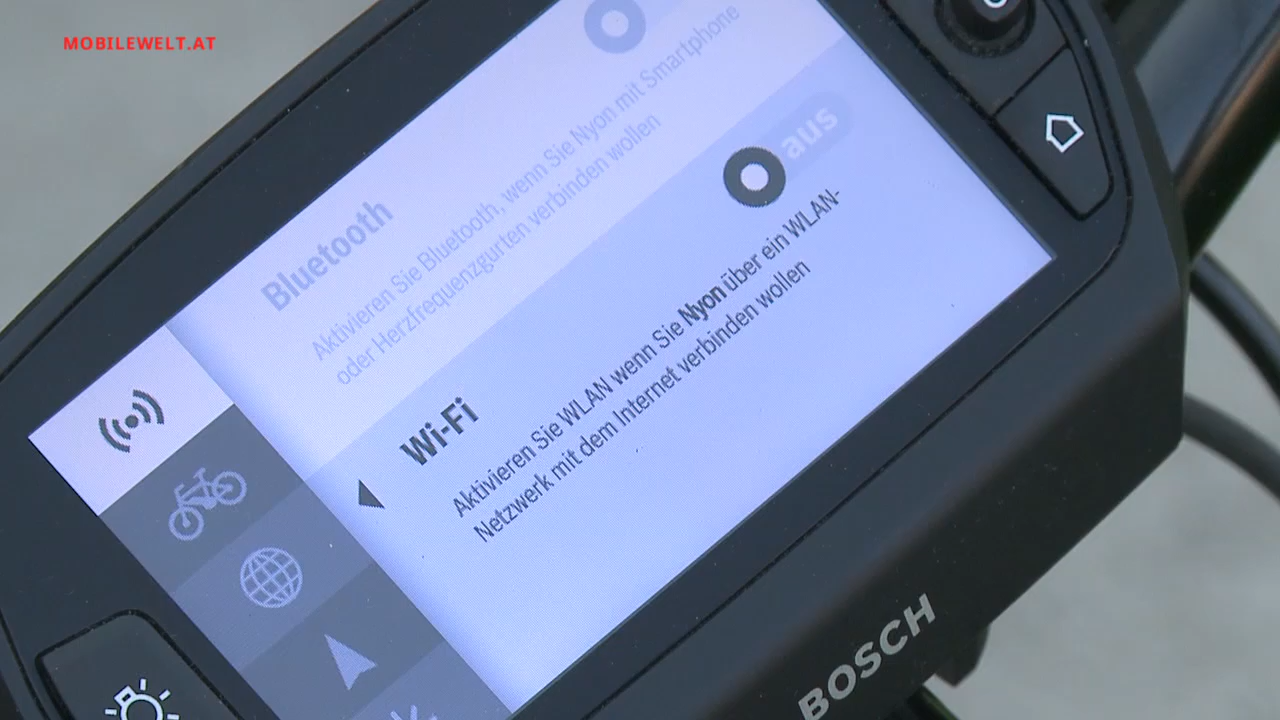 MOBILEWELT.AT
Bluetooth
Aktivieren Sie Bluetooth, wenn Sie Nyon mit Smartphone
oder Herzfrequenzgurten verbinden wollen
aus
Wi-Fi
Aktivieren Sie WLAN wenn Sie Nyon über ein WLAN-
Netzwerk mit dem Internet verbinden wollen
BOSCH